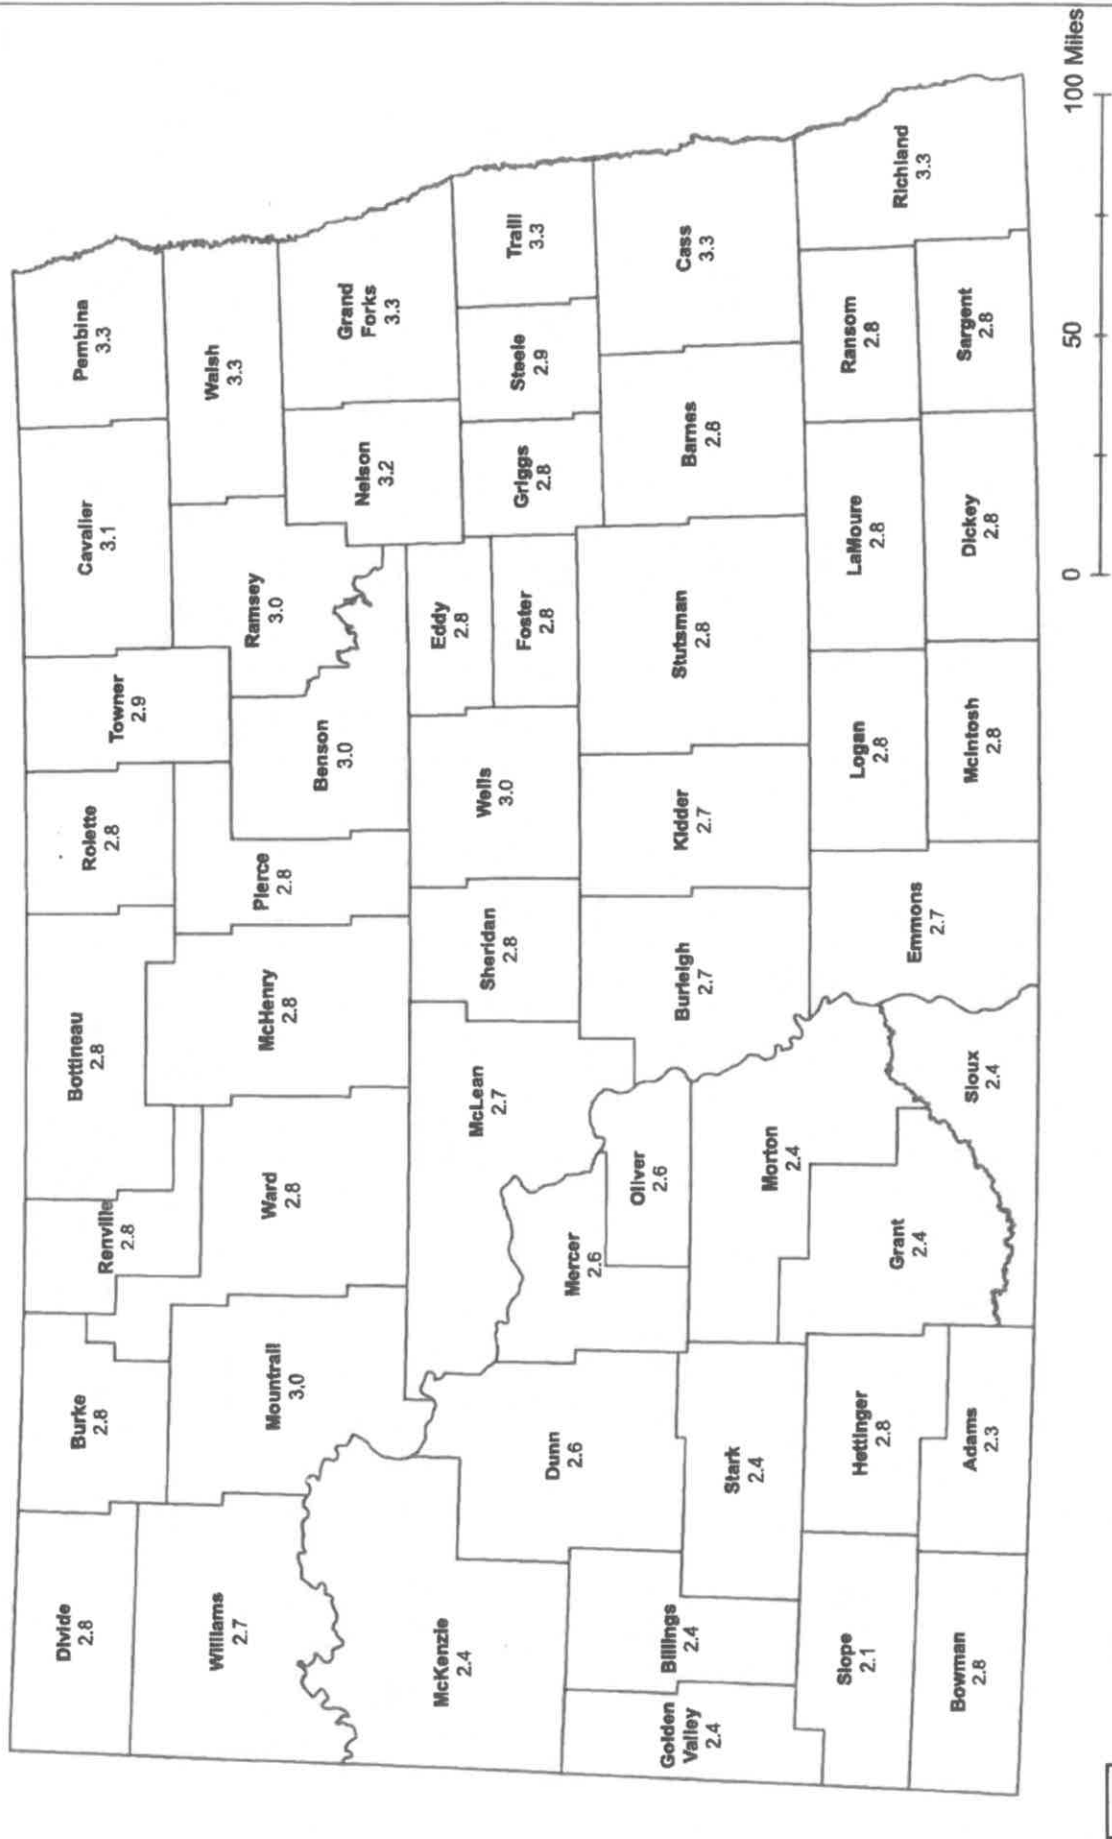 Divide
2.8
Burke
2.8
Renville
2.8
Bottineau
2.8
Rolette
2.8
Towner
2.9
Cavalier
3.1
Pembina
3.3
Williams
2.7
Mountrail
3.0
Ward
2.8
McHenry
2.8
Pierce
2.8
Benson
3.0
Ramsey
3.0
Walsh
3.3
Nelson
3.2
Grand
Forks
3.3
McKenzie
2.4
Dunn
2.6
Mercer
2.6
McLean
2.7
Sheridan
2.8
Wells
3.0
Eddy
2.8
Foster
2.8
Griggs
2.8
Steele
2.9
Traill
3.3
Golden
Valley
2.4
Billings
2.4
Stark
2.4
Oliver
2.6
Morton
2.4
Burleigh
2.7
Kidder
2.7
Stutsman
2.8
Barnes
2.8
Cass
3.3
Slope
2.1
Hettinger
2.8
Grant
2.4
Emmons
2.7
Logan
2.8
LaMoure
2.8
Ransom
2.8
Richland
3.3
Bowman
2.8
Adams
2.3
Sioux
2.4
McIntosh
2.8
Dickey
2.8
Sargent
2.8
0 50 100 Miles